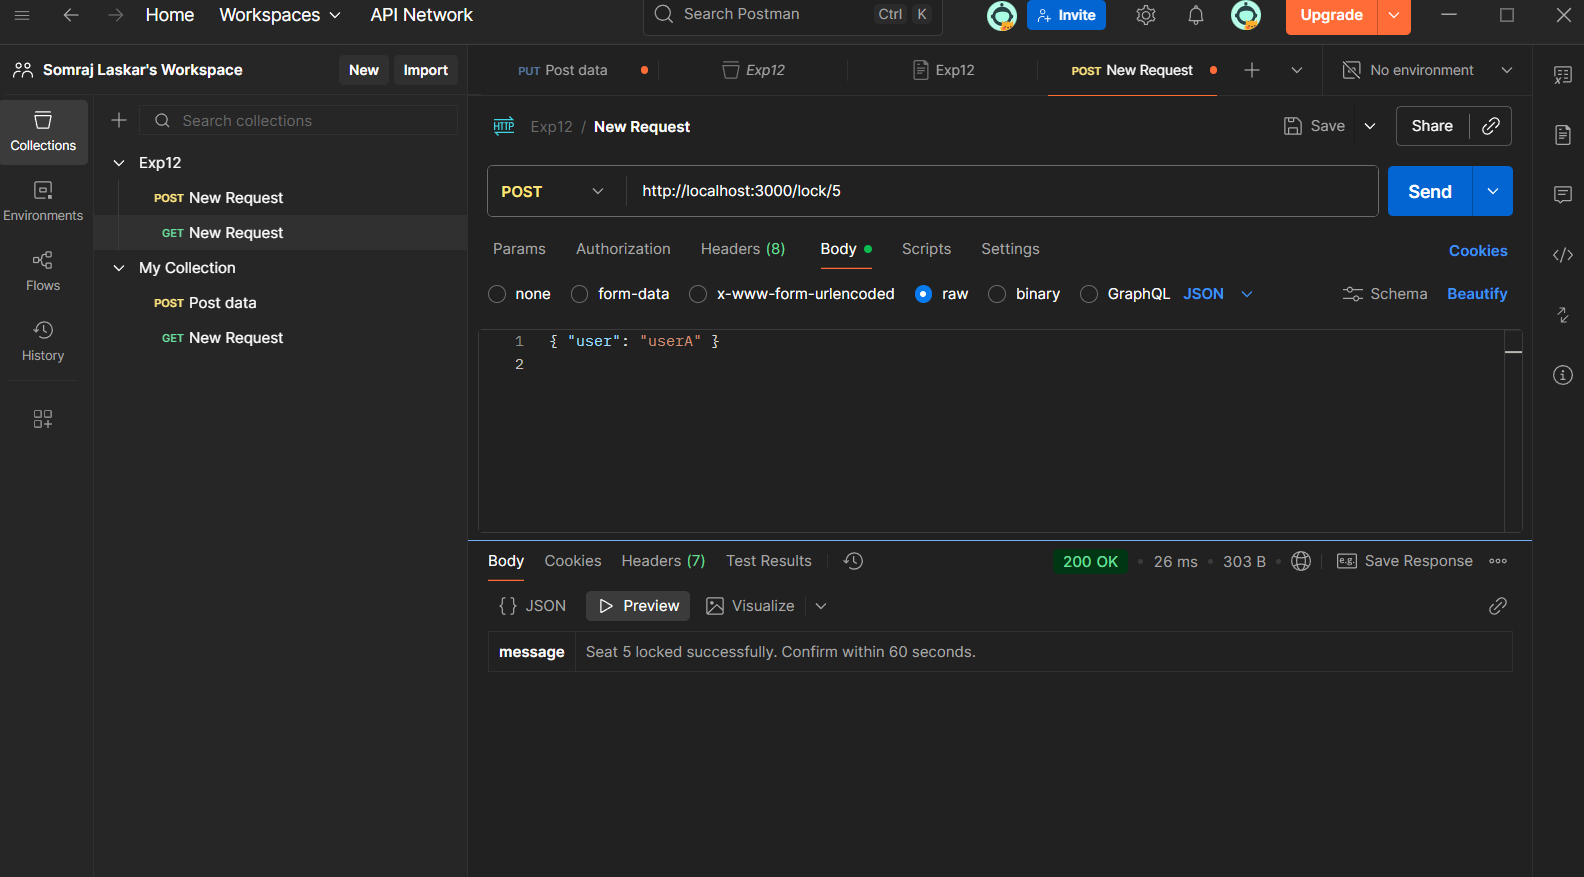 Home Workspaces API Network Search Postman Ctrl K Invite Upgrade
Somraj Laskar's Workspace New Import
PUT Post data Exp12 Exp12 POST New Request No environment
Collections
Environments
Flows
History
Search collections
Exp12
POST New Request
GET New Request
My Collection
POST Post data
GET New Request
HTTP Exp12 / New Request Save Share
POST http://localhost:3000/lock/5 Send
Params Authorization Headers (8) Body Scripts Settings Cookies
none form-data x-www-form-urlencoded raw binary GraphQL JSON Schema Beautify
1 { "user": "userA" }
2
Body Cookies Headers (7) Test Results 200 OK • 26 ms • 303 B e.g. Save Response
{} JSON Preview Visualize
message Seat 5 locked successfully. Confirm within 60 seconds.